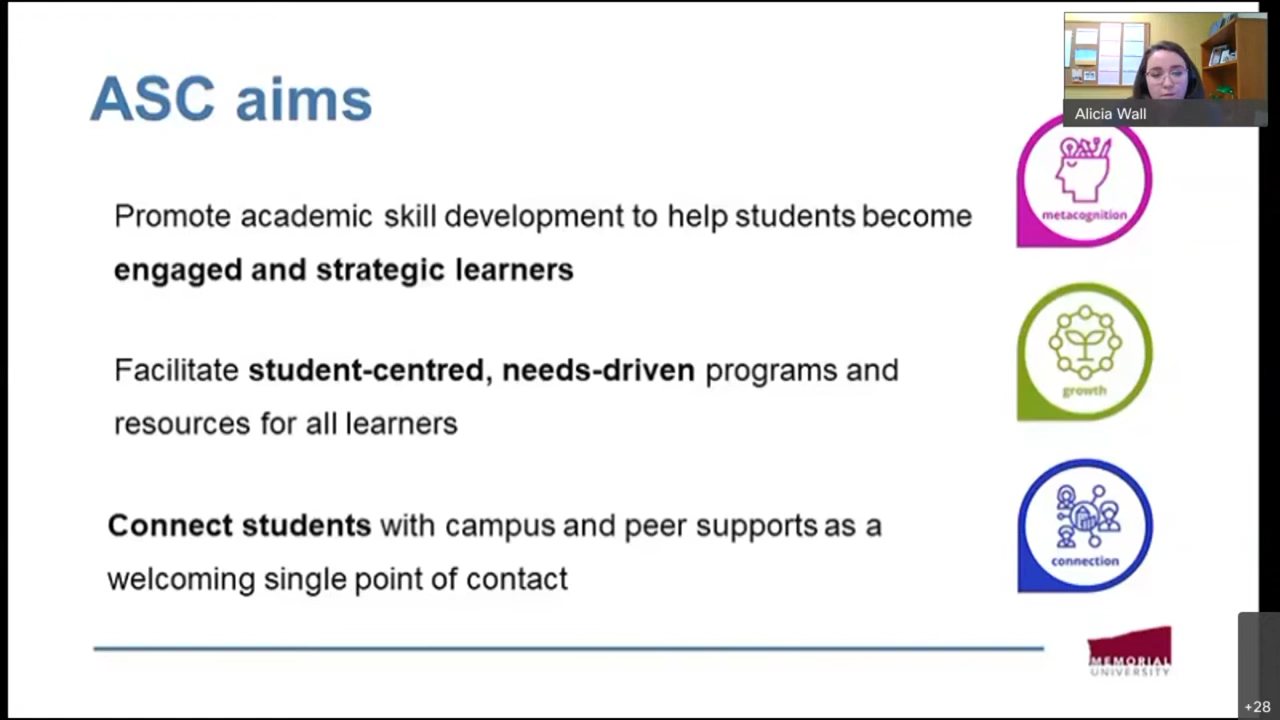 ASC aims
Alicia Wall
Promote academic skill development to help students become
engaged and strategic learners
metacognition
Facilitate student-centred, needs-driven programs and
resources for all learners
growth
Connect students with campus and peer supports as a
welcoming single point of contact
connection
MEMORIAL
UNIVERSITY
+28